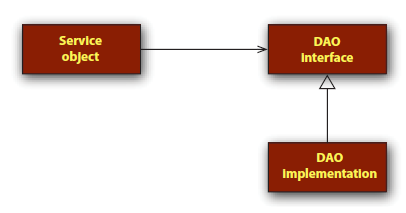 Service
object
DAO
Interface
DAO
Implementation